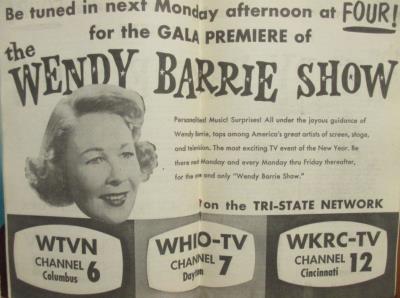 Be tuned in next Monday afternoon at FOUR!
for the GALA PREMIERE of
the
WENDY BARRIE SHOW
Personalities! Music! Surprises! All under the joyous guidance of
Wendy Barrie, tops among America's great artists of screen, stage,
and television. The most exciting TV event of the New Year. Be
there next Monday and every Monday thru Friday thereafter,
for the one and only "Wendy Barrie Show."
on the TRI-STATE NETWORK
WTVN
CHANNEL 6
Columbus
WHIO-TV
CHANNEL 7
Dayton
WKRC-TV
CHANNEL 12
Cincinnati